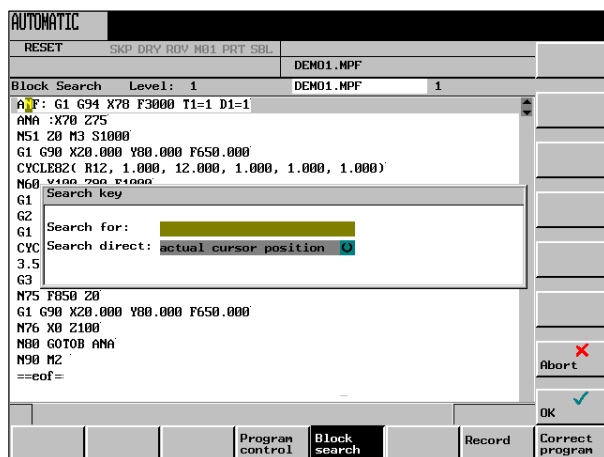 AUTOMATIC
RESET SKP DRY ROV M01 PRT SBL
DEMO1.MPF
Block Search Level: 1 DEMO1.MPF 1
ANF: G1 G94 X78 F3000 T1=1 D1=1
ANA :X70 Z75
N51 Z0 M3 S1000
G1 G90 X20.000 Y80.000 F650.000
CYCLE82( R12, 1.000, 12.000, 1.000, 1.000, 1.000)
N60 Y100 Z90 F1000
G1
Search key
G2
G1 Search for:
CYC Search direct: actual cursor position
3.5
G3
N75 F850 Z0
G1 G90 X20.000 Y80.000 F650.000
N76 X0 Z100
N80 GOTOB ANA
N90 M2
==eof=
Abort
OK
Program control
Block search
Record
Correct program